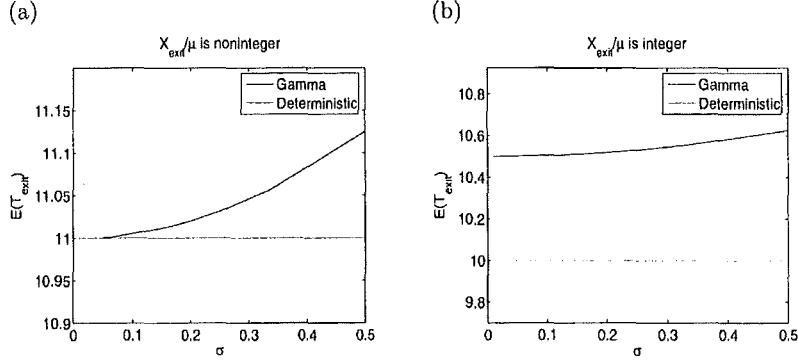 (a)
X_exit/μ is noninteger
Gamma
Deterministic
11.15
11.1
11.05
11
10.95
10.9
E(T_exit)
0
0.1
0.2
0.3
0.4
0.5
σ
(b)
X_exit/μ is integer
Gamma
Deterministic
10.8
10.6
10.4
10.2
10
9.8
E(T_exit)
0
0.1
0.2
0.3
0.4
0.5
σ